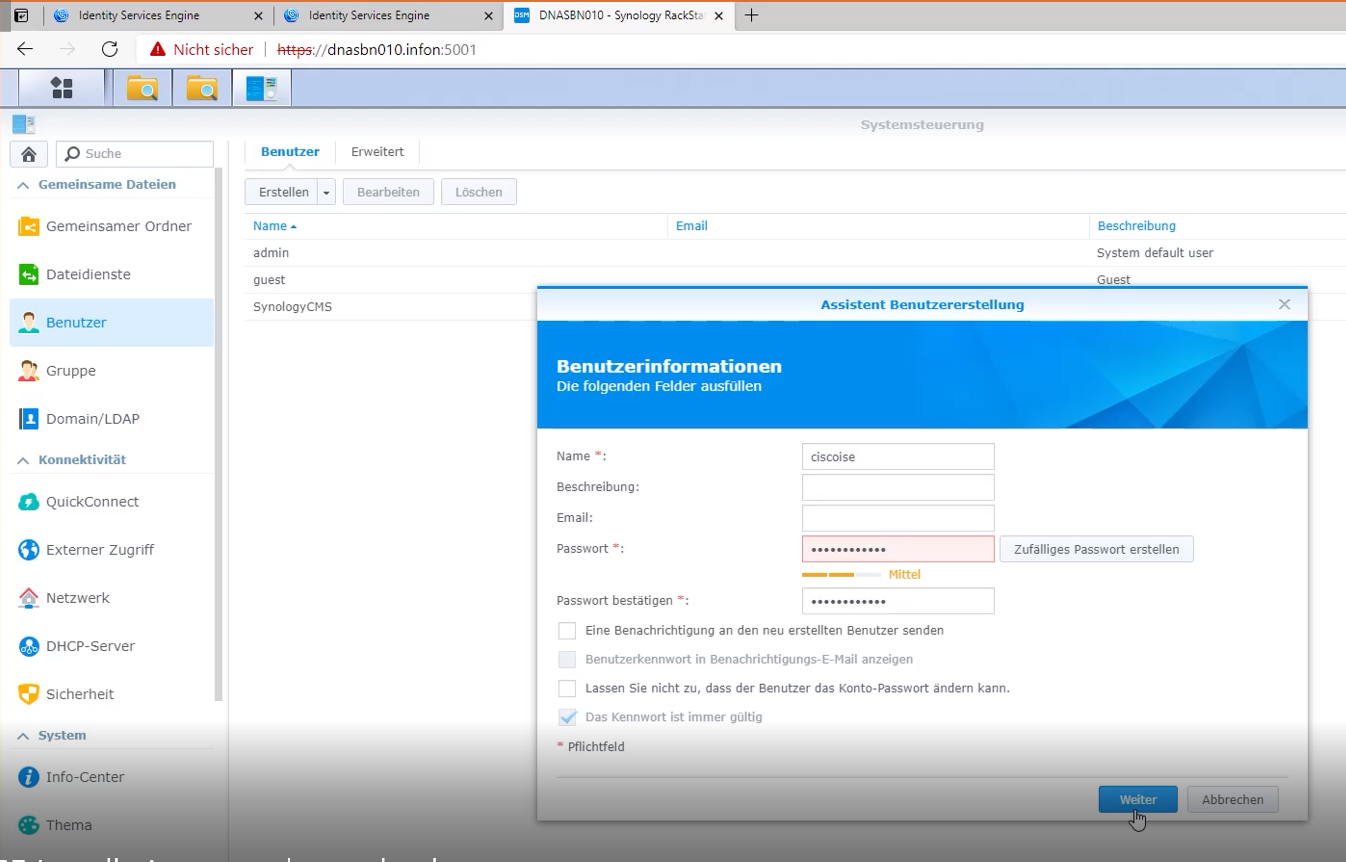 Identity Services Engine
Identity Services Engine
DSM
DNASBN010 - Synology RackSta
Nicht sicher
https://dnasbn010.infon:5001
Systemsteuerung
Suche
Benutzer
Erweitert
Gemeinsame Dateien
Erstellen
Bearbeiten
Löschen
Gemeinsamer Ordner
Name
Email
Beschreibung
admin
System default user
Dateidienste
guest
Guest
SynologyCMS
Benutzer
Gruppe
Domain/LDAP
Konnektivität
QuickConnect
Externer Zugriff
Netzwerk
DHCP-Server
Sicherheit
System
Info-Center
Thema
Assistent Benutzererstellung
Benutzerinformationen
Die folgenden Felder ausfüllen
Name *:
ciscoise
Beschreibung:
Email:
Passwort *:
••••••••••••
Zufälliges Passwort erstellen
Mittel
Passwort bestätigen *:
••••••••••••
Eine Benachrichtigung an den neu erstellten Benutzer senden
Benutzerkennwort in Benachrichtigungs-E-Mail anzeigen
Lassen Sie nicht zu, dass der Benutzer das Konto-Passwort ändern kann.
Das Kennwort ist immer gültig
* Pflichtfeld
Weiter
Abbrechen